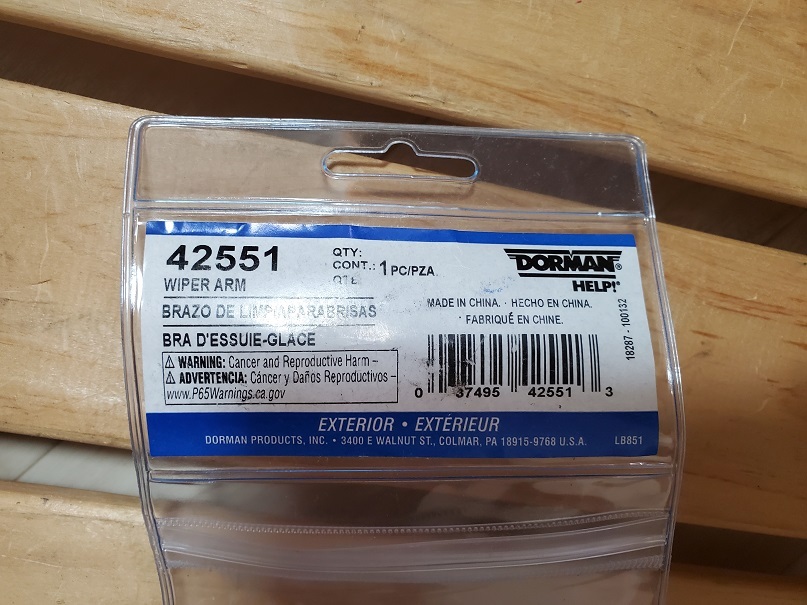 42551
WIPER ARM
BRAZO DE LIMPIAPARABRISAS
BRA D'ESSUIE-GLACE
QTY:
CONT.: 1 PC/PZA.
QTE
DORMAN®
HELP!®
MADE IN CHINA. · HECHO EN CHINA.
· FABRIQUÉ EN CHINE.
18287 - 100132
0 37495 42551 3
⚠ WARNING: Cancer and Reproductive Harm –
⚠ ADVERTENCIA: Cáncer y Daños Reproductivos –
www.P65Warnings.ca.gov
EXTERIOR • EXTÉRIEUR
DORMAN PRODUCTS, INC. • 3400 E WALNUT ST., COLMAR, PA 18915-9768 U.S.A.
LB851